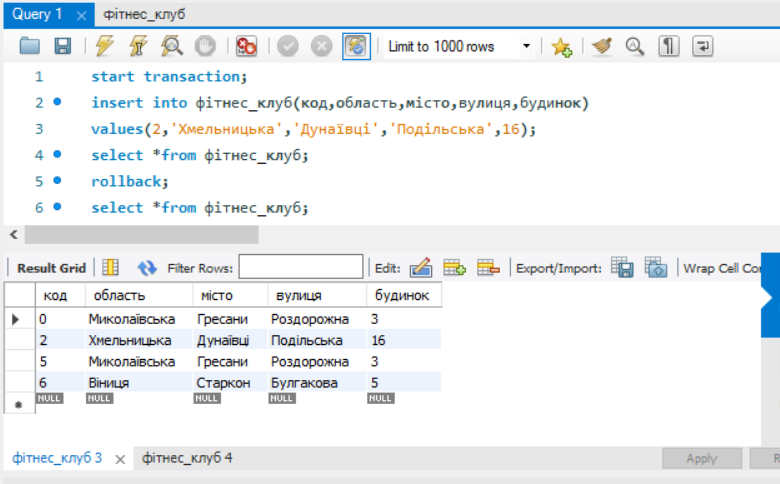 Query 1 × фітнес_клуб
Limit to 1000 rows
1 start transaction;
2 insert into фітнес_клуб(код,область,місто,вулиця,будинок)
3 values(2,'Хмельницька','Дунаївці','Подільська',16);
4 select *from фітнес_клуб;
5 rollback;
6 select *from фітнес_клуб;
Result Grid Filter Rows: Edit: Export/Import: Wrap Cell Co
код область місто вулиця будинок
0 Миколаївська Гресани Роздорожна 3
2 Хмельницька Дунаївці Подільська 16
5 Миколаївська Гресани Роздорожна 3
6 Віниця Старкон Булгакова 5
NULL NULL NULL NULL NULL
фітнес_клуб 3 × фітнес_клуб 4 Apply R